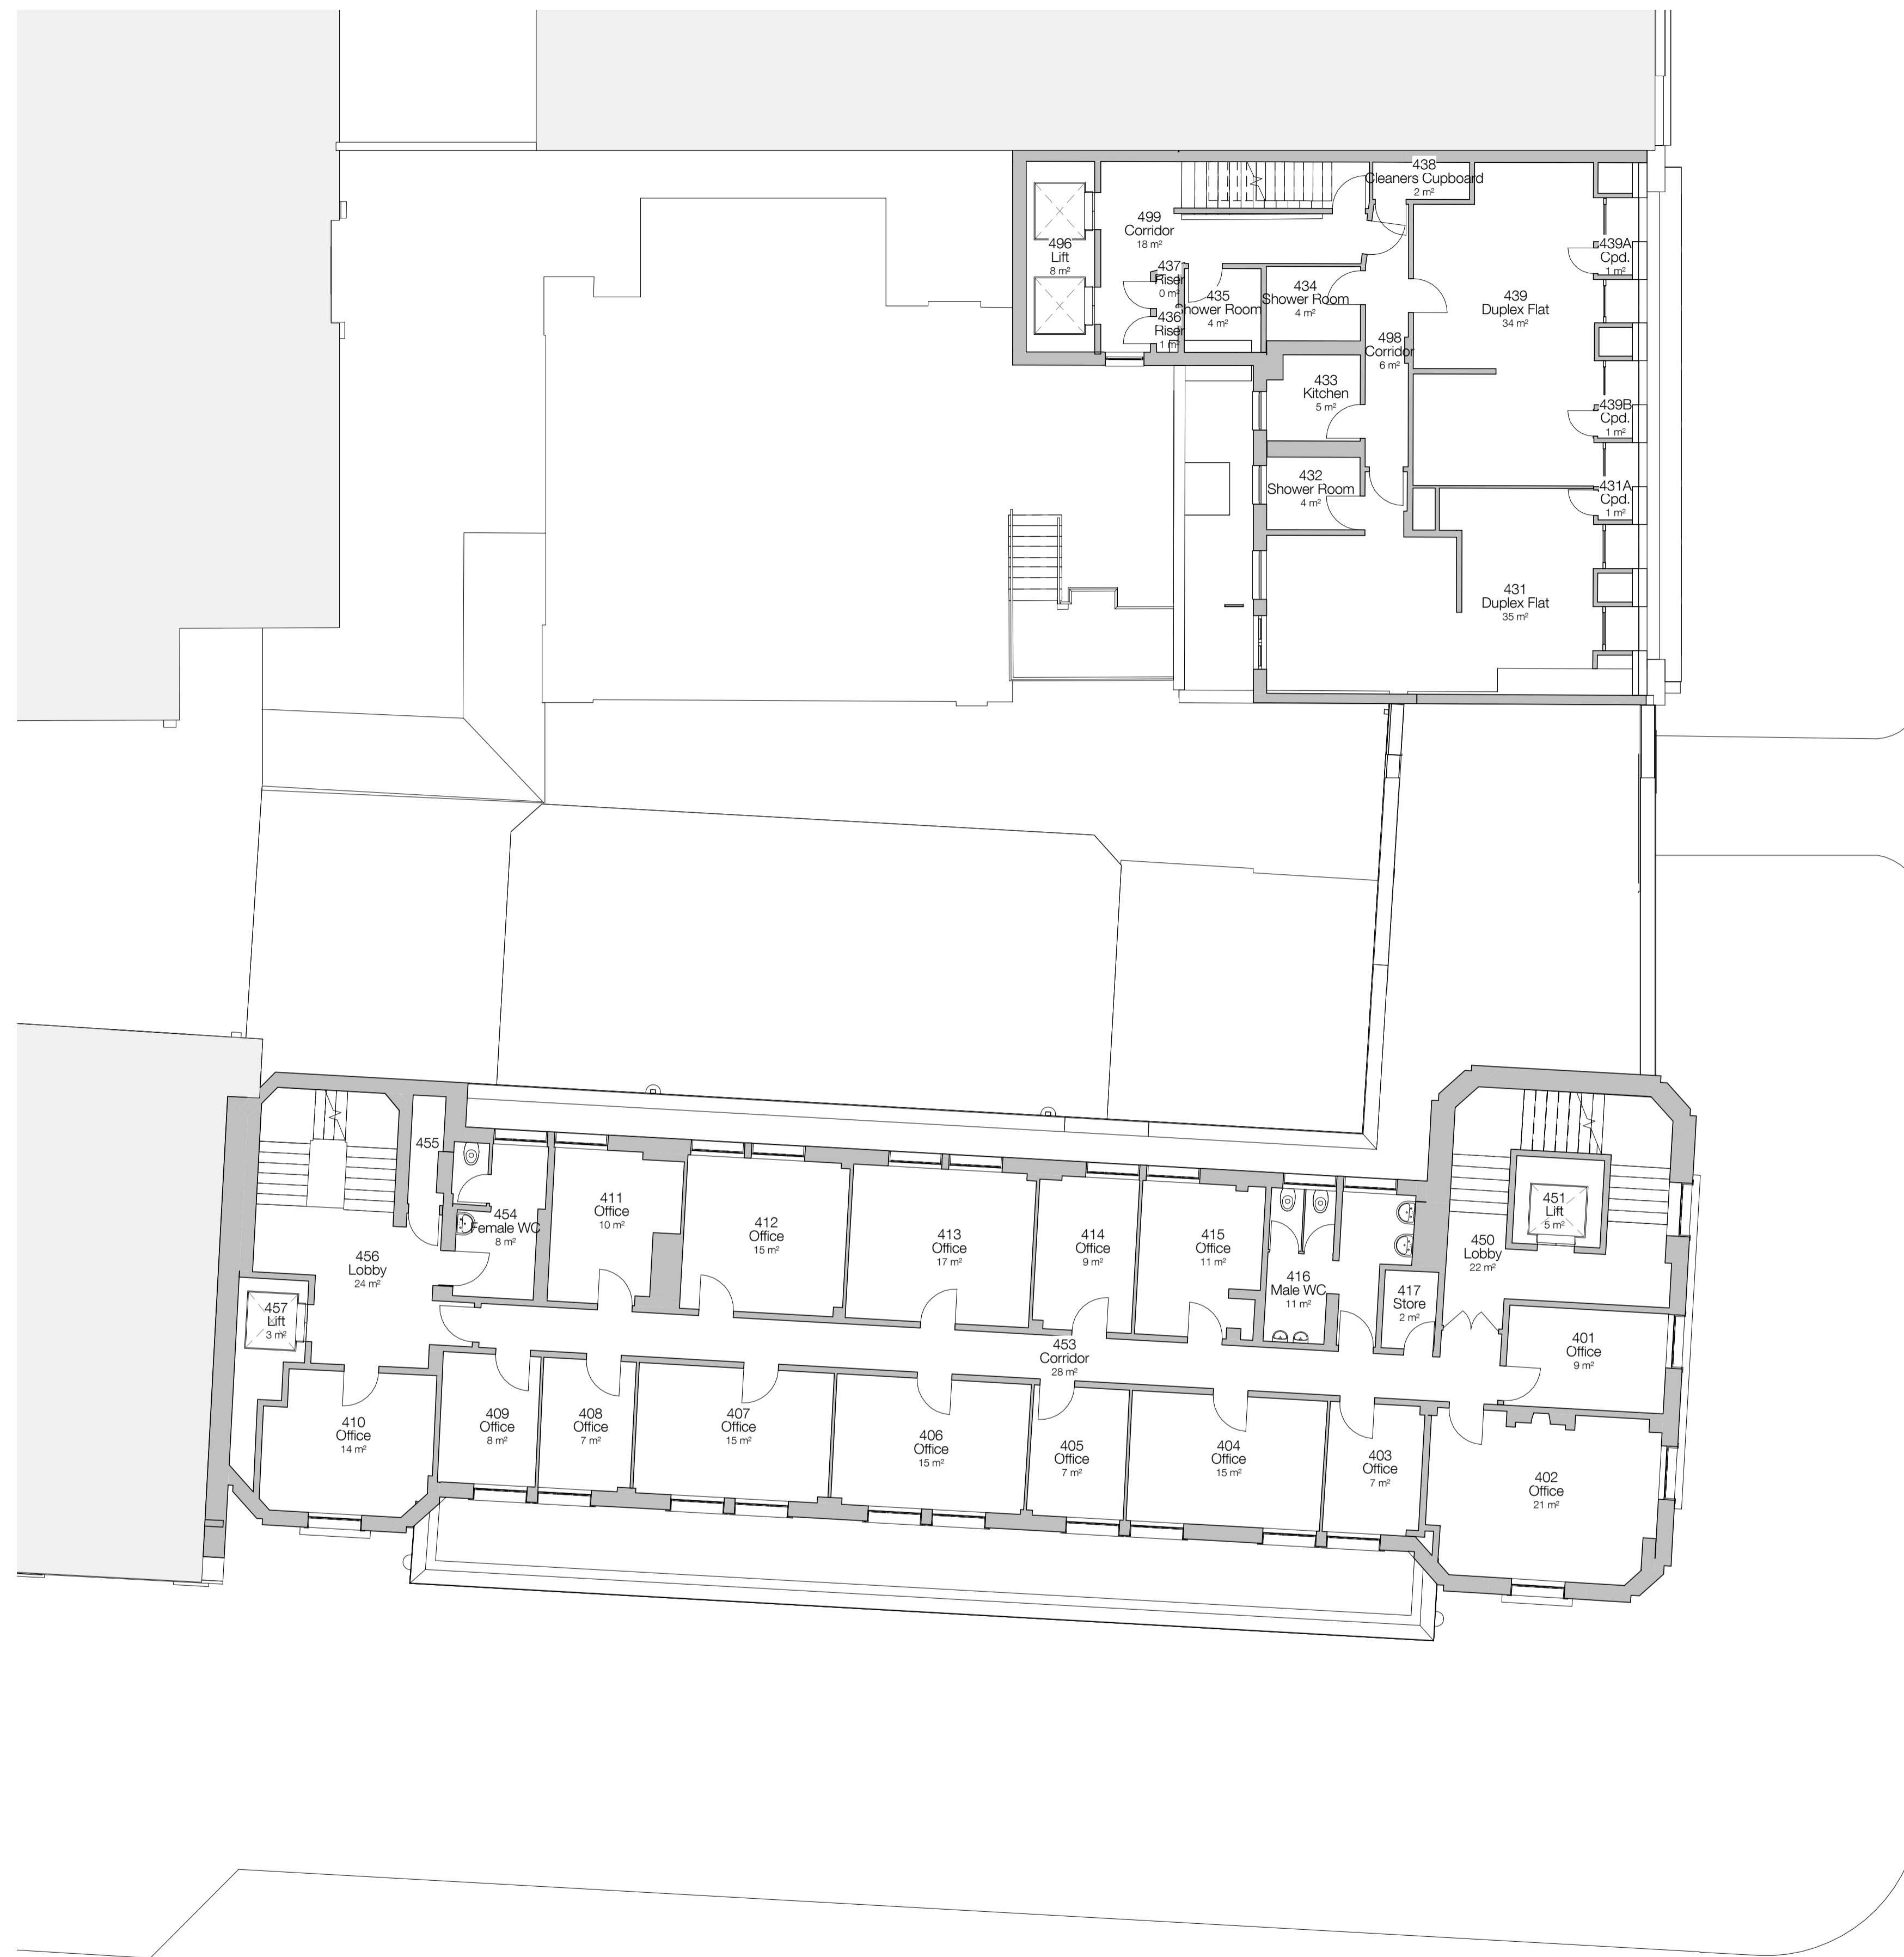 438
Cleaners Cupboard
2 m²
499
Corridor
18 m²
496
Lift
8 m²
439A
Cpd.
1 m²
437
Riser
0 m²
436
Riser
1 m²
435
Shower Room
4 m²
434
Shower Room
4 m²
439
Duplex Flat
34 m²
498
Corridor
6 m²
433
Kitchen
5 m²
439B
Cpd.
1 m²
432
Shower Room
4 m²
431A
Cpd.
1 m²
431
Duplex Flat
35 m²
455
454
Female WC
8 m²
411
Office
10 m²
412
Office
15 m²
413
Office
17 m²
414
Office
9 m²
415
Office
11 m²
416
Male WC
11 m²
417
Store
2 m²
450
Lobby
22 m²
451
Lift
5 m²
456
Lobby
24 m²
457
Lift
3 m²
453
Corridor
28 m²
401
Office
9 m²
410
Office
14 m²
409
Office
8 m²
408
Office
7 m²
407
Office
15 m²
406
Office
15 m²
405
Office
7 m²
404
Office
15 m²
403
Office
7 m²
402
Office
21 m²